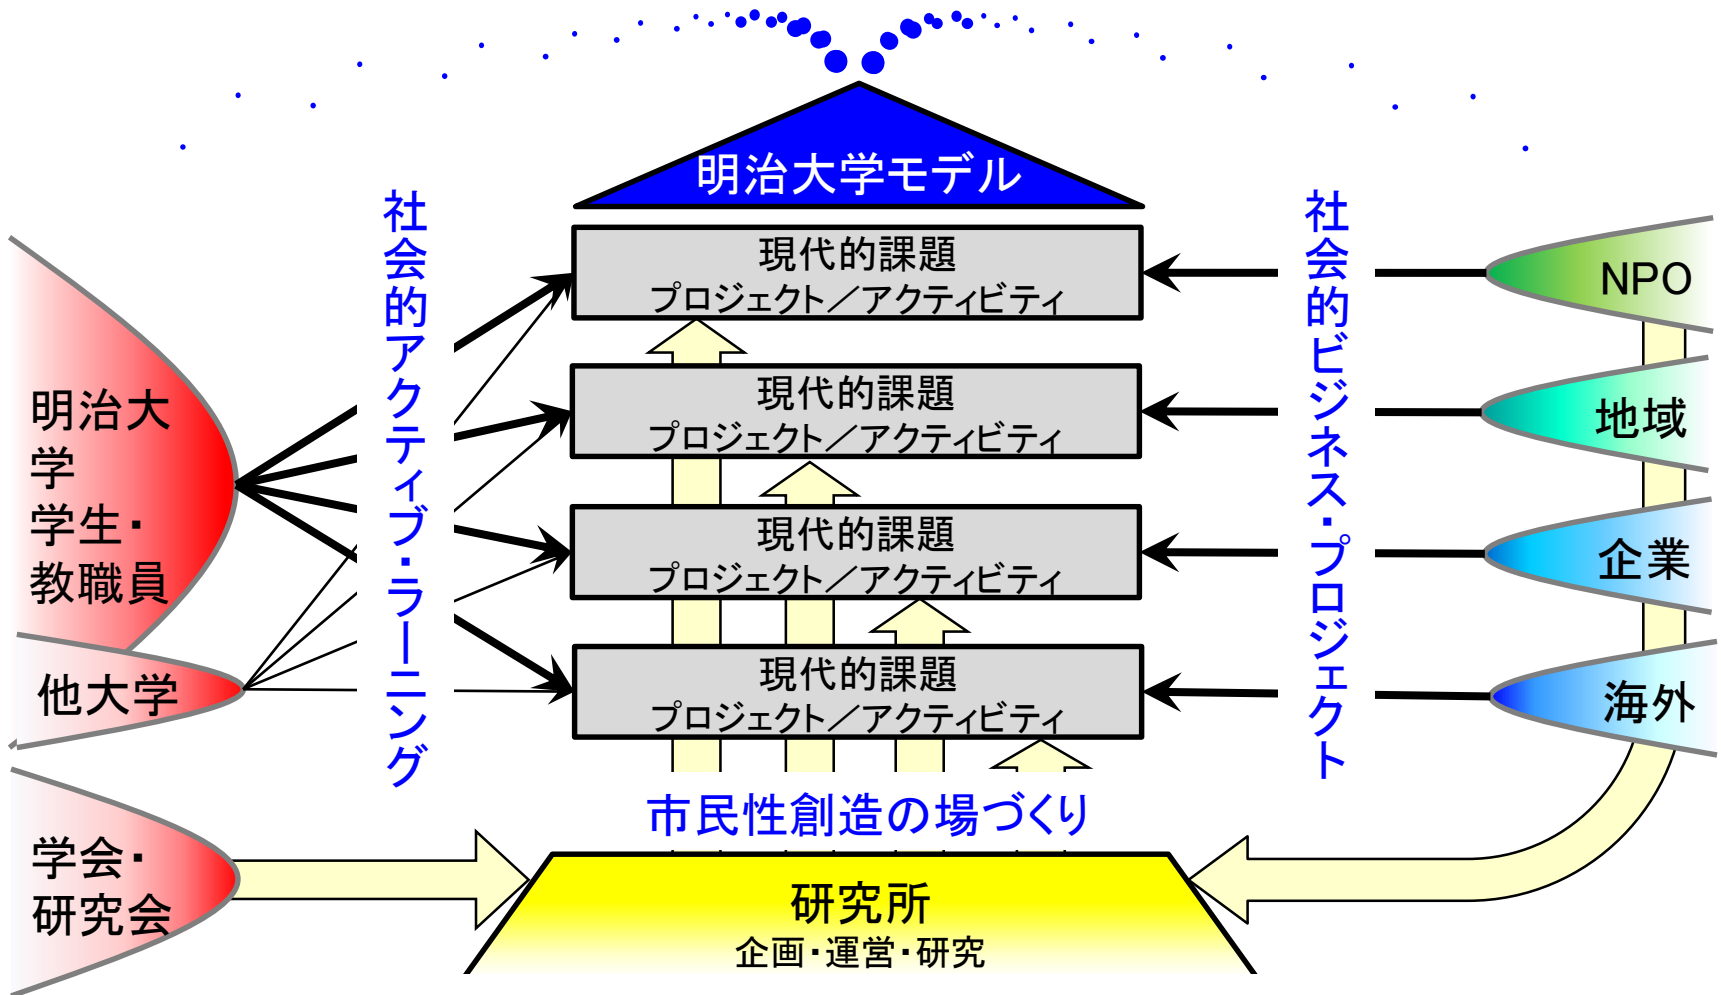 明治大学モデル
社会的アクティブ・ラーニング
社会的ビジネス・プロジェクト
現代的課題
プロジェクト／アクティビティ
現代的課題
プロジェクト／アクティビティ
現代的課題
プロジェクト／アクティビティ
現代的課題
プロジェクト／アクティビティ
明治大
学
学生・
教職員
他大学
学会・
研究会
NPO
地域
企業
海外
市民性創造の場づくり
研究所
企画・運営・研究